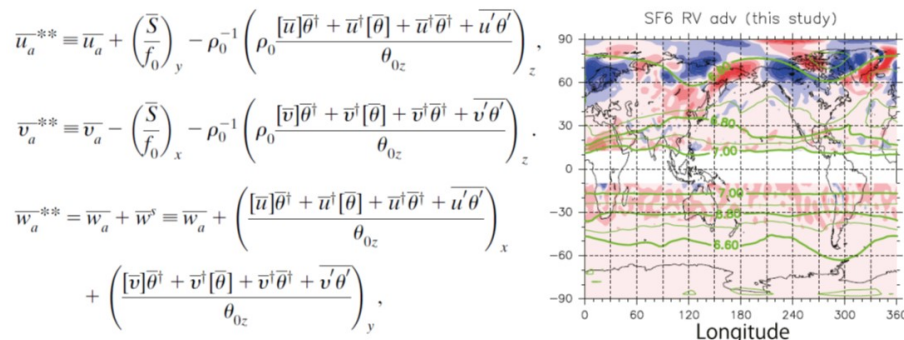 $\overline{u_a}^{**} \equiv \overline{u_a} + \left(\frac{\overline{S}}{f_0}\right)_y - \rho_0^{-1}\left(\rho_0 \frac{[\overline{u}]\overline{\theta}^\dagger + \overline{u}^\dagger[\overline{\theta}] + \overline{u}^\dagger\overline{\theta}^\dagger + \overline{u'\theta'}}{\theta_{0z}}\right)_z,$
$\overline{v_a}^{**} \equiv \overline{v_a} - \left(\frac{\overline{S}}{f_0}\right)_x - \rho_0^{-1}\left(\rho_0 \frac{[\overline{v}]\overline{\theta}^\dagger + \overline{v}^\dagger[\overline{\theta}] + \overline{v}^\dagger\overline{\theta}^\dagger + \overline{v'\theta'}}{\theta_{0z}}\right)_z.$
$\overline{w_a}^{**} = \overline{w_a} + \overline{w}^s \equiv \overline{w_a} + \left(\frac{[\overline{u}]\overline{\theta}^\dagger + \overline{u}^\dagger[\overline{\theta}] + \overline{u}^\dagger\overline{\theta}^\dagger + \overline{u'\theta'}}{\theta_{0z}}\right)_x$
$+ \left(\frac{[\overline{v}]\overline{\theta}^\dagger + \overline{v}^\dagger[\overline{\theta}] + \overline{v}^\dagger\overline{\theta}^\dagger + \overline{v'\theta'}}{\theta_{0z}}\right)_y,$
SF6 RV adv (this study)
90
60
30
0
−30
−60
−90
6.80
7.00
7.00
6.80
6.60
0 60 120 180 240 300 360
Longitude